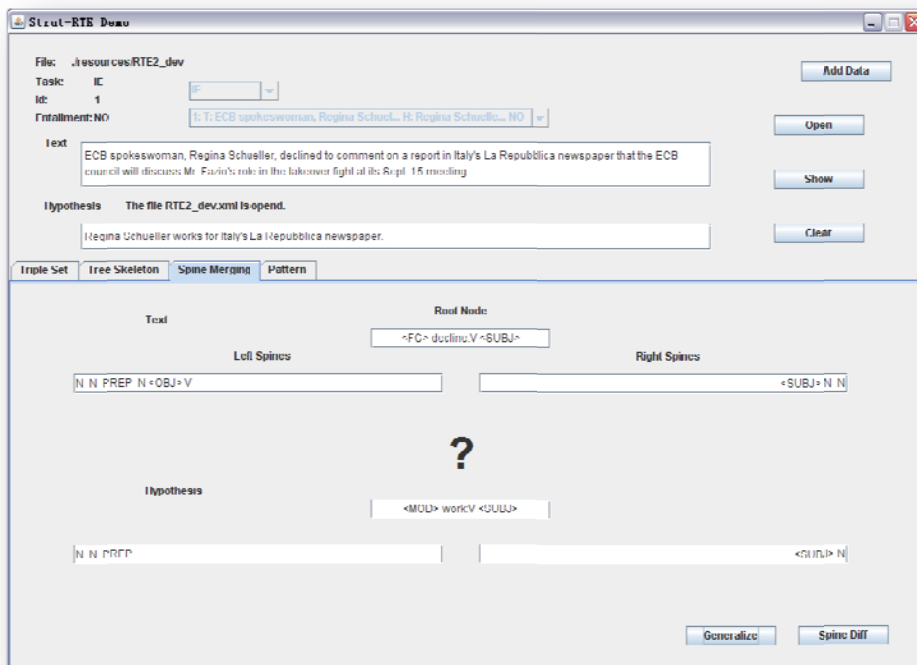 Strut-RTE Demo
File: ./resources/RTE2_dev
Add Data
Task: IE
IE
Id: 1
Entailment: NO
1: T: ECB spokeswoman, Regina Schuel... H: Regina Schuelle... NO
Open
Text
ECB spokeswoman, Regina Schueller, declined to comment on a report in Italy's La Repubblica newspaper that the ECB
council will discuss Mr. Fazio's role in the takeover fight at its Sept. 15 meeting
Show
Hypothesis The file RTE2_dev.xml is opend.
Regina Schueller works for Italy's La Repubblica newspaper.
Clear
Triple Set Tree Skeleton Spine Merging Pattern
Root Node
Text
<FC> decline:V <SUBJ>
Left Spines Right Spines
N N PREP N <OBJ> V <SUBJ> N N
?
Hypothesis
<MOD> work:V <SUBJ>
N N PREP <SUBJ> N
Generalize Spine Diff